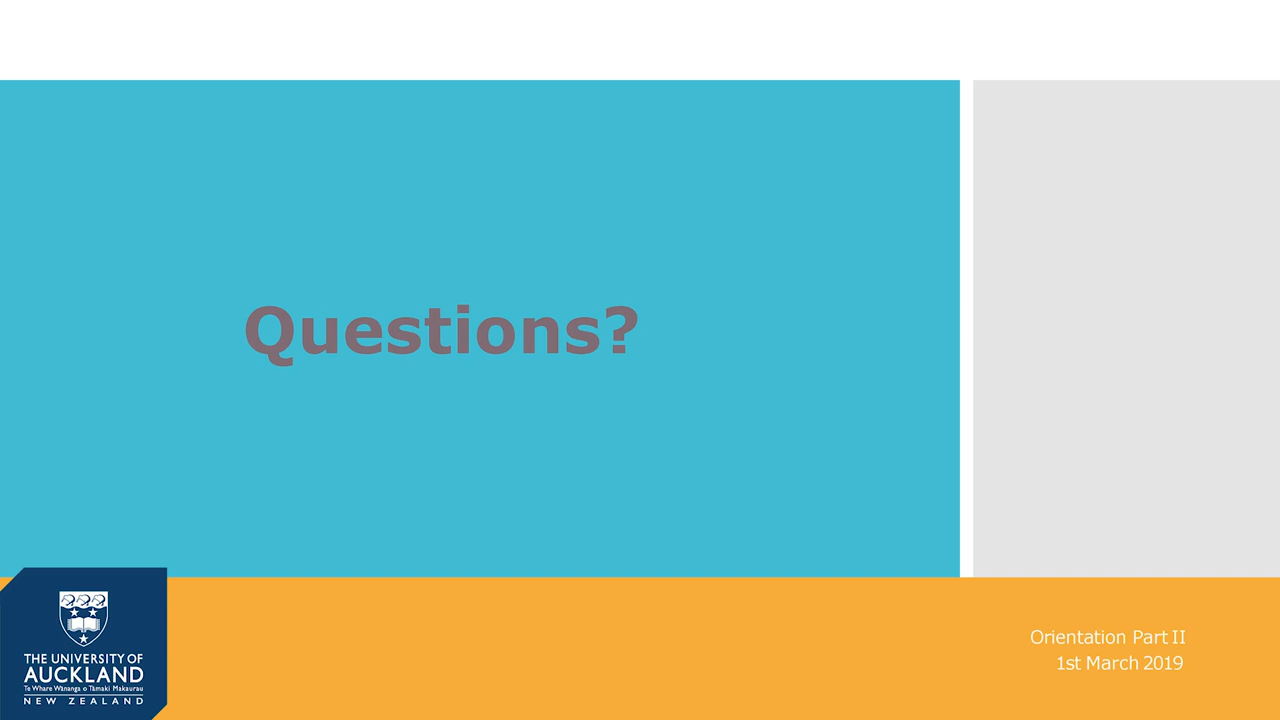 Questions?
Orientation Part II
1st March 2019
THE UNIVERSITY OF
AUCKLAND
Te Whare Wānanga o Tāmaki Makaurau
NEW ZEALAND